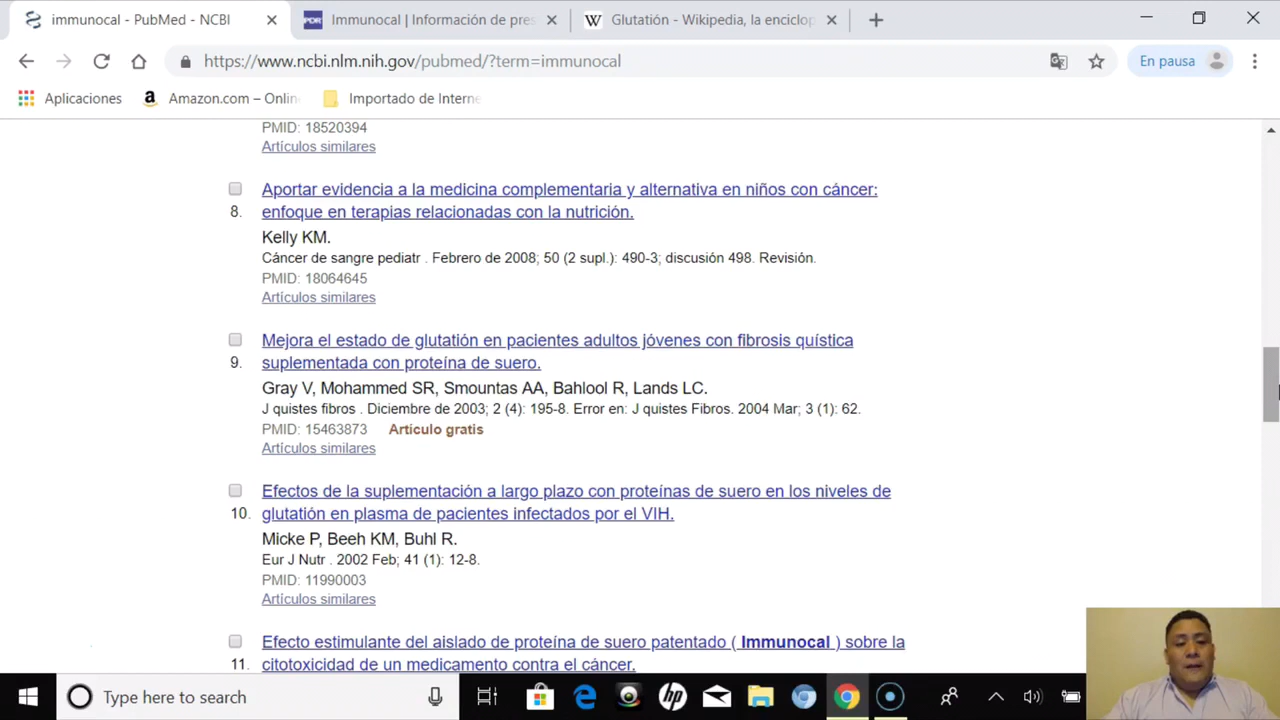 immunocal - PubMed - NCBI
PDR
Immunocal | Información de pres
W
Glutatión - Wikipedia, la enciclop
https://www.ncbi.nlm.nih.gov/pubmed/?term=immunocal
En pausa
Aplicaciones
a
Amazon.com – Onlin
Importado de Interne
PMID: 18520394
Artículos similares
Aportar evidencia a la medicina complementaria y alternativa en niños con cáncer:
8. enfoque en terapias relacionadas con la nutrición.
Kelly KM.
Cáncer de sangre pediatr . Febrero de 2008; 50 (2 supl.): 490-3; discusión 498. Revisión.
PMID: 18064645
Artículos similares
Mejora el estado de glutatión en pacientes adultos jóvenes con fibrosis quística
9. suplementada con proteína de suero.
Gray V, Mohammed SR, Smountas AA, Bahlool R, Lands LC.
J quistes fibros . Diciembre de 2003; 2 (4): 195-8. Error en: J quistes Fibros. 2004 Mar; 3 (1): 62.
PMID: 15463873 Artículo gratis
Artículos similares
Efectos de la suplementación a largo plazo con proteínas de suero en los niveles de
10. glutatión en plasma de pacientes infectados por el VIH.
Micke P, Beeh KM, Buhl R.
Eur J Nutr . 2002 Feb; 41 (1): 12-8.
PMID: 11990003
Artículos similares
Efecto estimulante del aislado de proteína de suero patentado ( Immunocal ) sobre la
11. citotoxicidad de un medicamento contra el cáncer.
Type here to search
hp